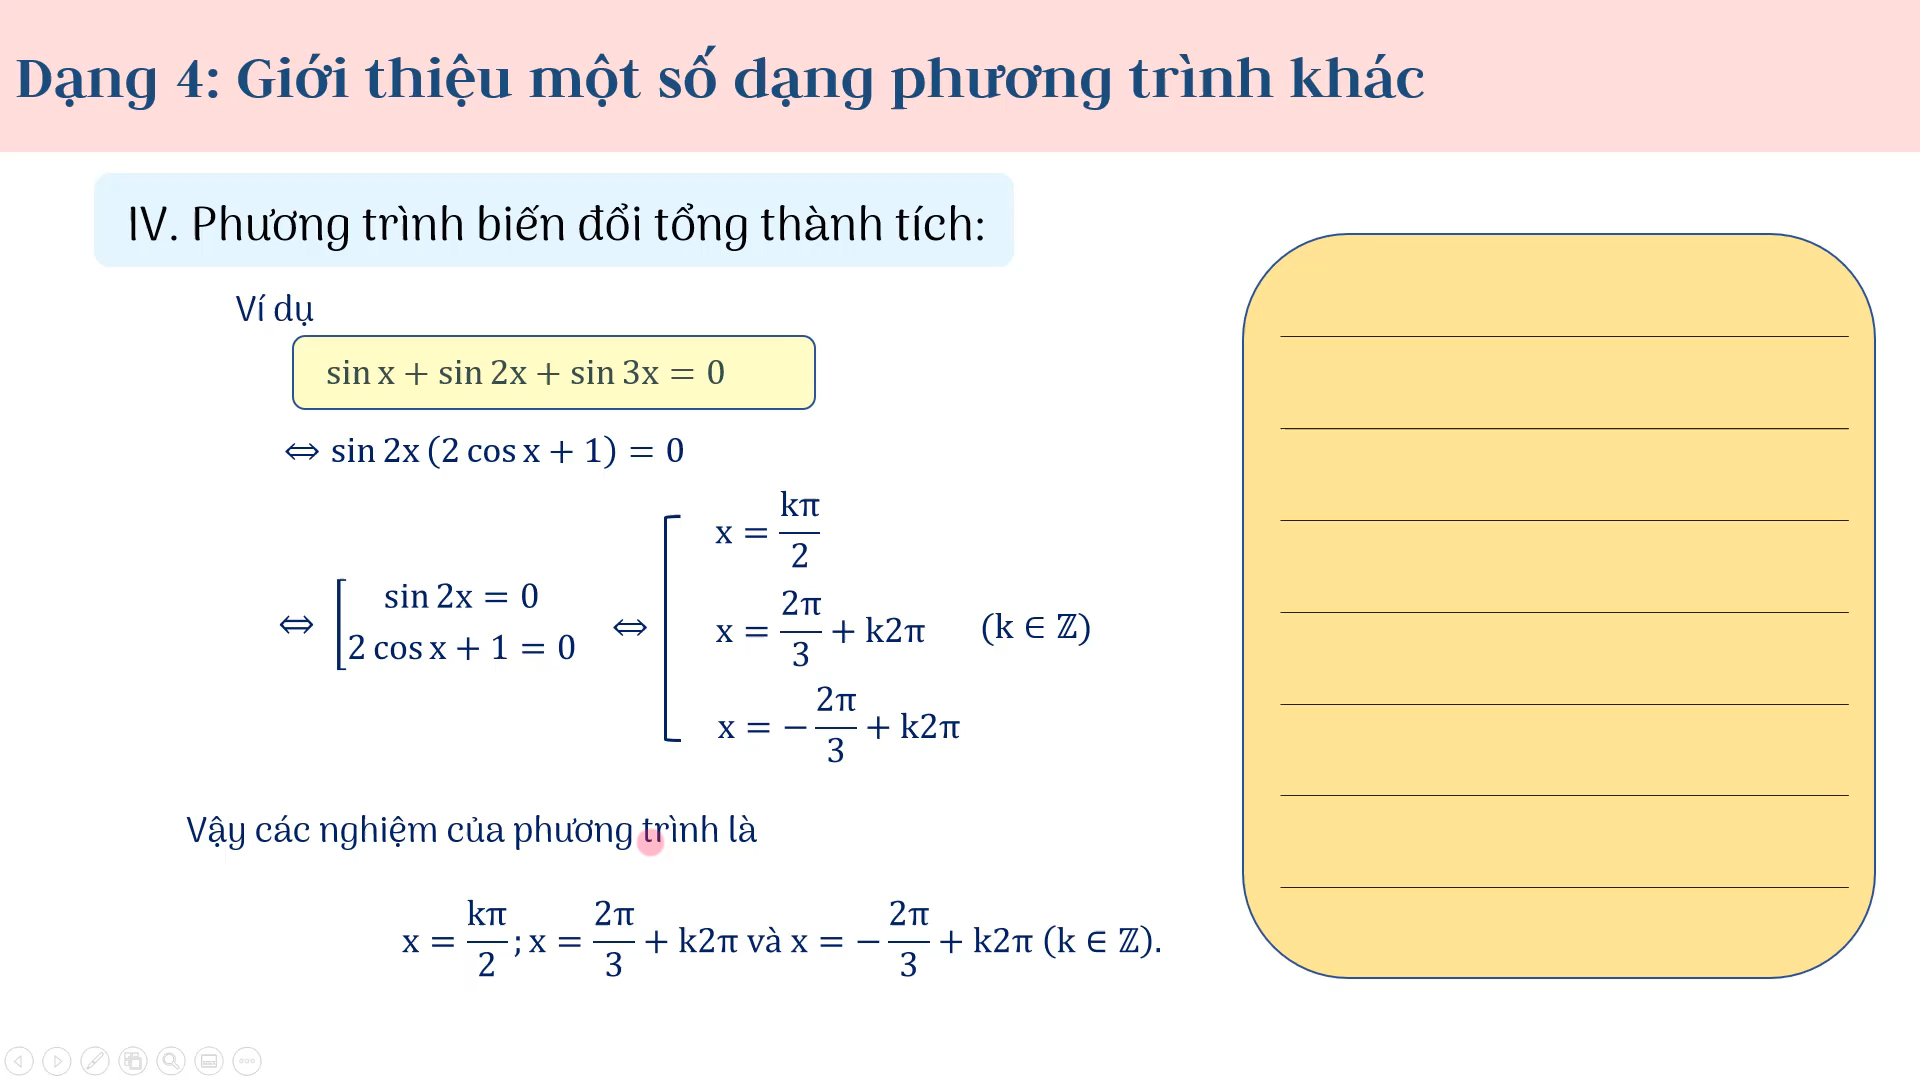 Dạng 4: Giới thiệu một số dạng phương trình khác
IV. Phương trình biến đổi tổng thành tích:
Ví dụ
sin x + sin 2x + sin 3x = 0
⇔ sin 2x (2 cos x + 1) = 0
⇔ [ sin 2x = 0
2 cos x + 1 = 0
⇔ [ x = kπ/2
x = 2π/3 + k2π (k ∈ ℤ)
x = −2π/3 + k2π
Vậy các nghiệm của phương trình là
x = kπ/2 ; x = 2π/3 + k2π và x = −2π/3 + k2π (k ∈ ℤ).